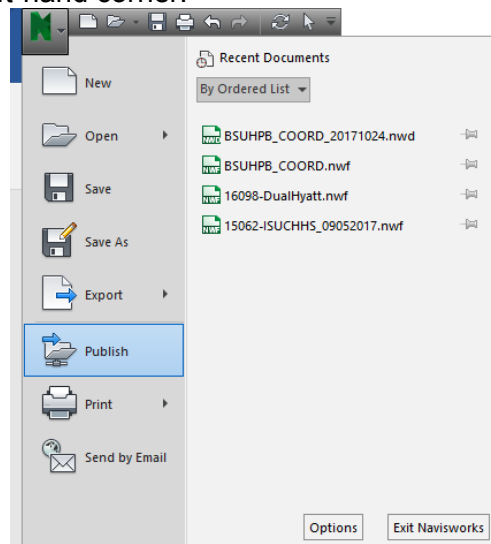 t hand corner.
Recent Documents
New
By Ordered List
Open
BSUHPB_COORD_20171024.nwd
BSUHPB_COORD.nwf
Save
16098-DualHyatt.nwf
15062-ISUCHHS_09052017.nwf
Save As
Export
Publish
Print
Send by Email
Options
Exit Navisworks